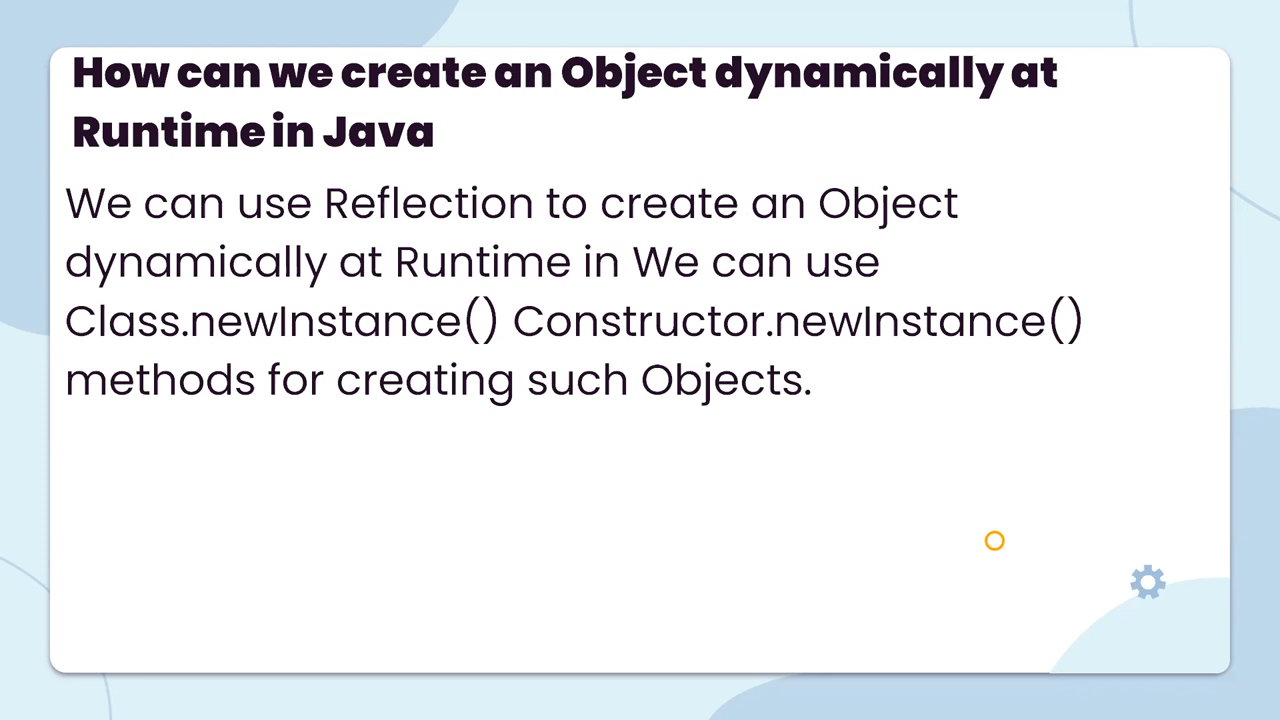 How can we create an Object dynamically at
Runtime in Java
We can use Reflection to create an Object
dynamically at Runtime in We can use
Class.newInstance() Constructor.newInstance()
methods for creating such Objects.